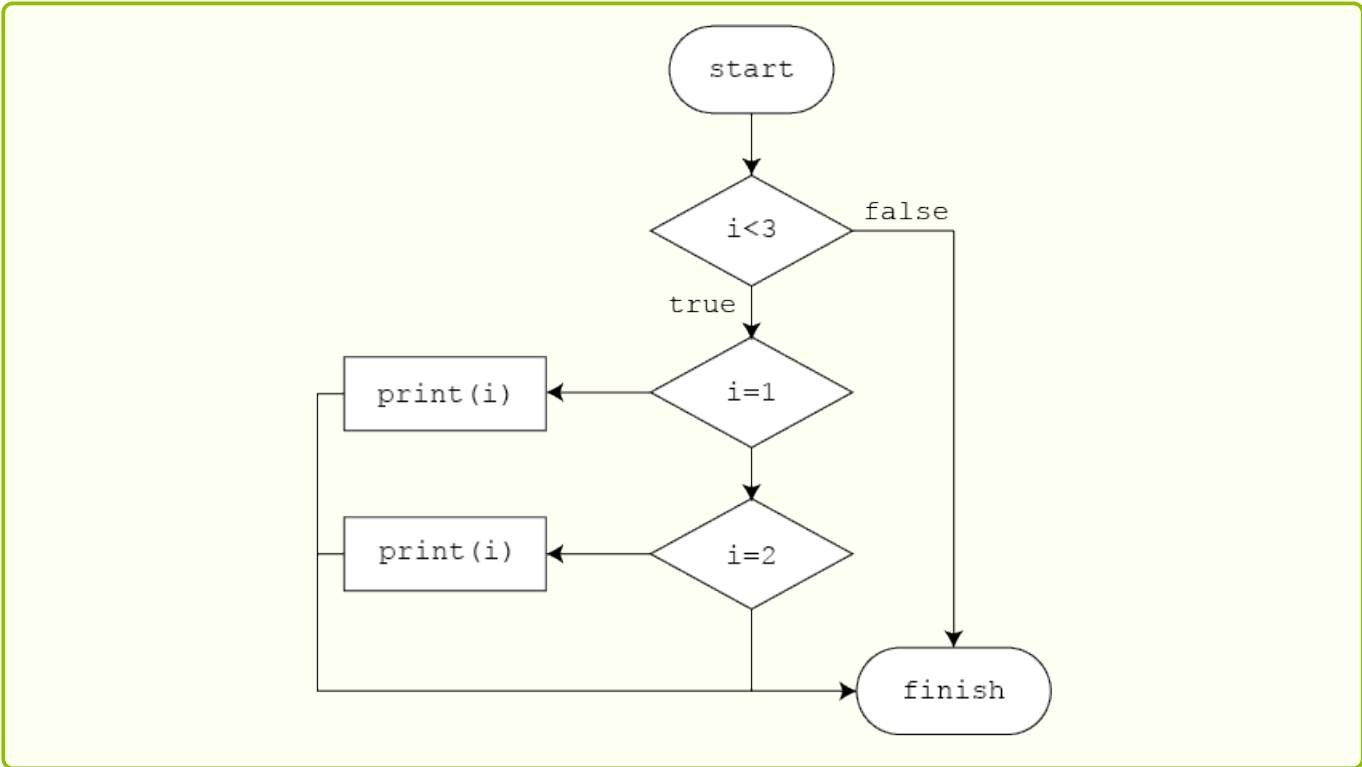 start
i<3
false
true
i=1
print(i)
i=2
print(i)
finish